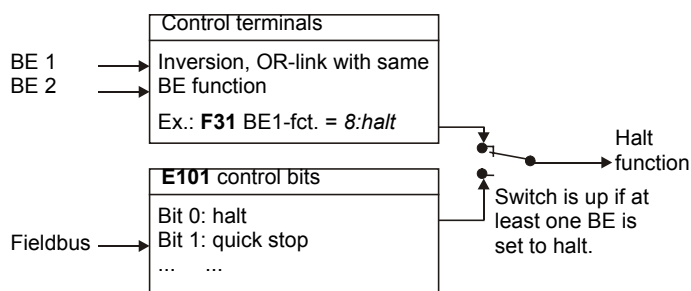 Control terminals
BE 1
BE 2
Inversion, OR-link with same
BE function
Ex.: F31 BE1-fct. = 8:halt
Halt
function
E101 control bits
Switch is up if at
least one BE is
set to halt.
Bit 0: halt
Bit 1: quick stop
... ...
Fieldbus